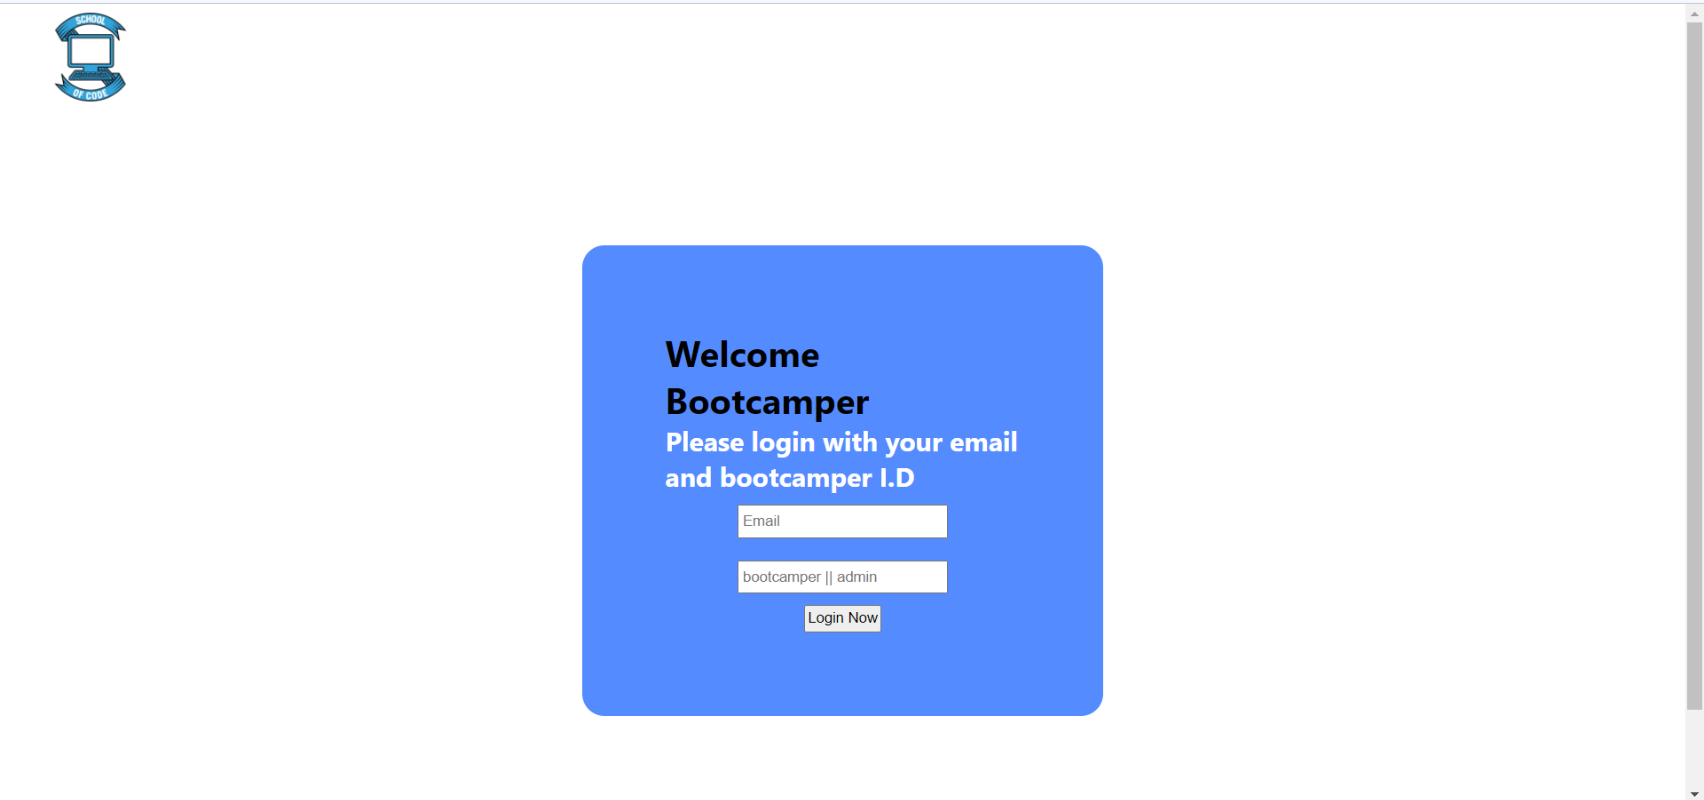 SCHOOL
OF CODE
Welcome
Bootcamper
Please login with your email
and bootcamper I.D
Email
bootcamper || admin
Login Now